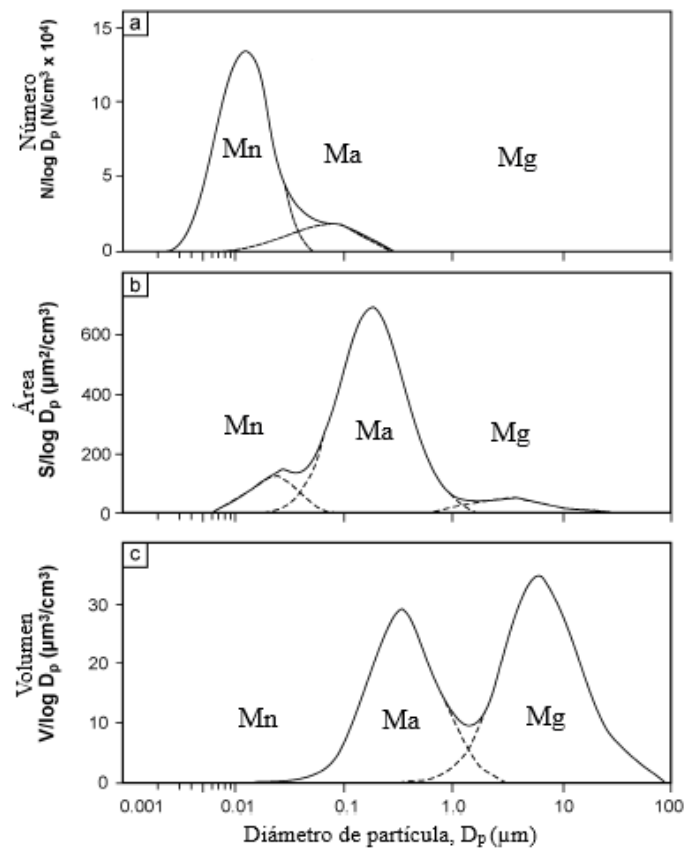 a
Número
N/log Dₚ (N/cm³ x 10⁴)
15
10
5
0
Mn
Ma
Mg
b
Área
S/log Dₚ (µm²/cm³)
600
400
200
0
Mn
Ma
Mg
c
Volumen
V/log Dₚ (µm³/cm³)
30
20
10
0
Mn
Ma
Mg
0.001 0.01 0.1 1.0 10 100
Diámetro de partícula, Dₚ (µm)